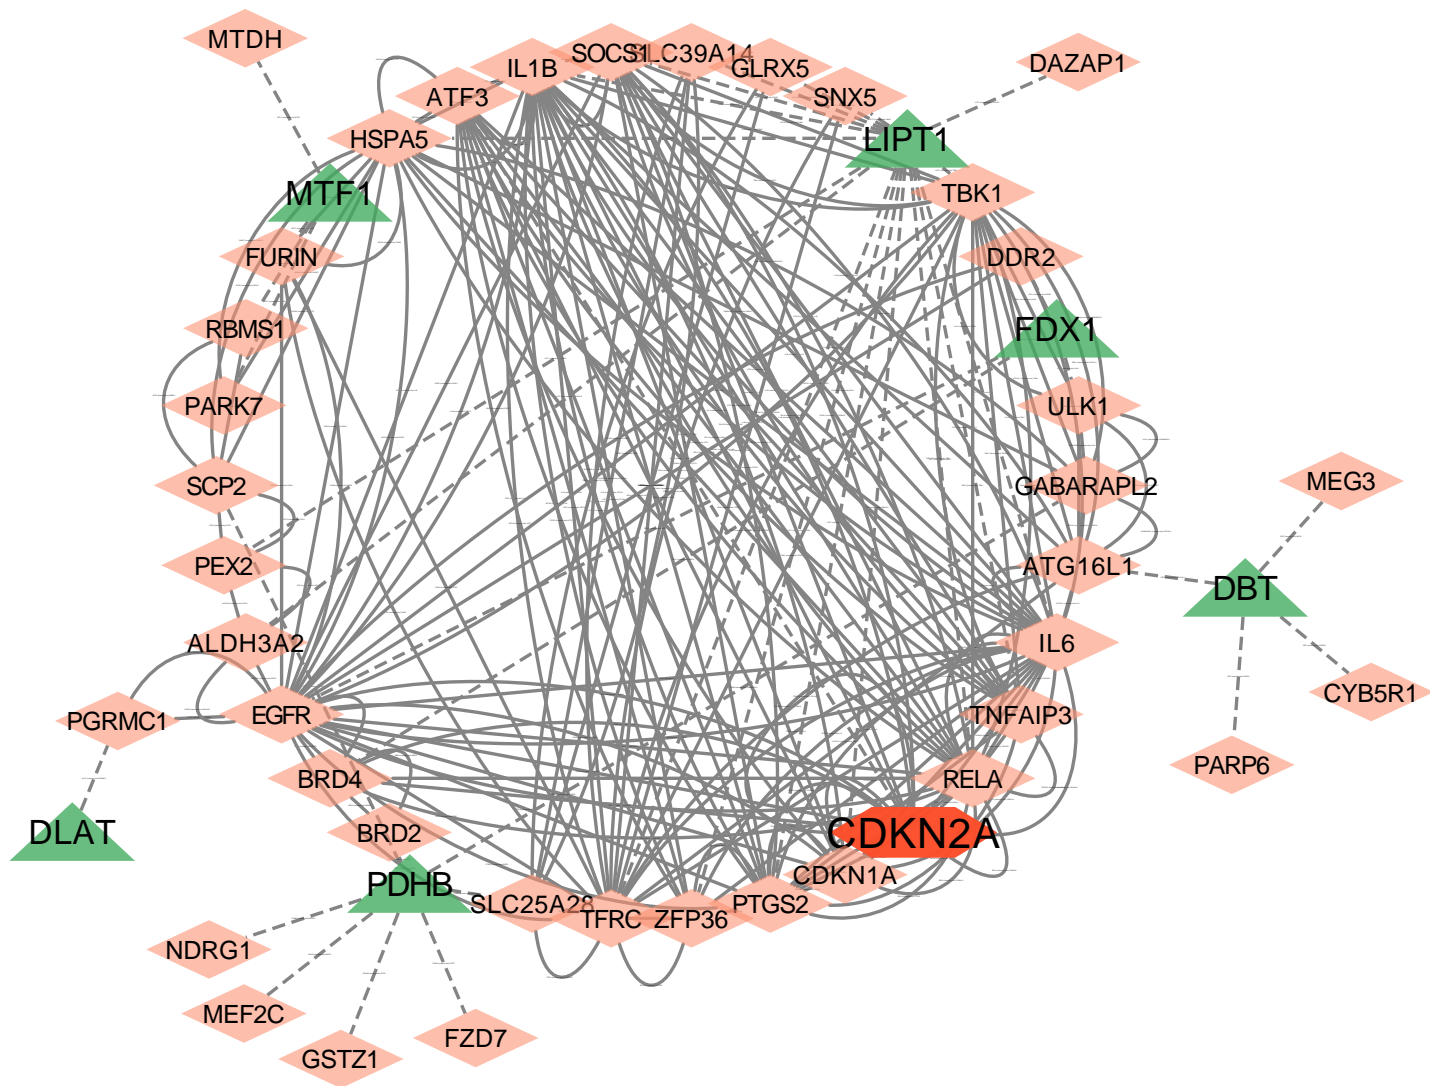 MTDH
IL1B
SOCS1
SLC39A14
GLRX5
DAZAP1
ATF3
SNX5
HSPA5
LIPT1
MTF1
TBK1
FURIN
DDR2
RBMS1
FDX1
PARK7
ULK1
SCP2
GABARAPL2
MEG3
PEX2
ATG16L1
DBT
ALDH3A2
IL6
CYB5R1
PGRMC1
EGFR
TNFAIP3
BRD4
RELA
PARP6
DLAT
BRD2
CDKN2A
PDHB
CDKN1A
SLC25A28
TFRC
ZFP36
PTGS2
NDRG1
MEF2C
GSTZ1
FZD7